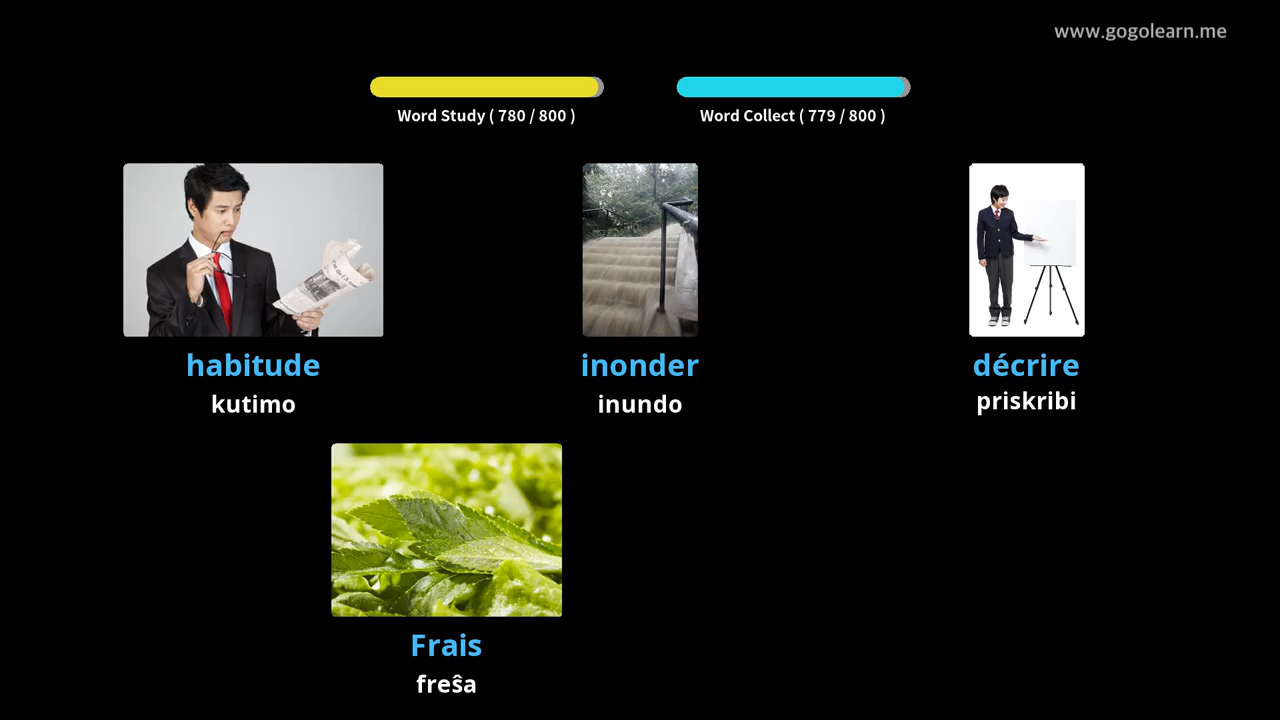 www.gogolearn.me
Word Study ( 780 / 800 )
Word Collect ( 779 / 800 )
habitude
kutimo
inonder
inundo
décrire
priskribi
Frais
freŝa